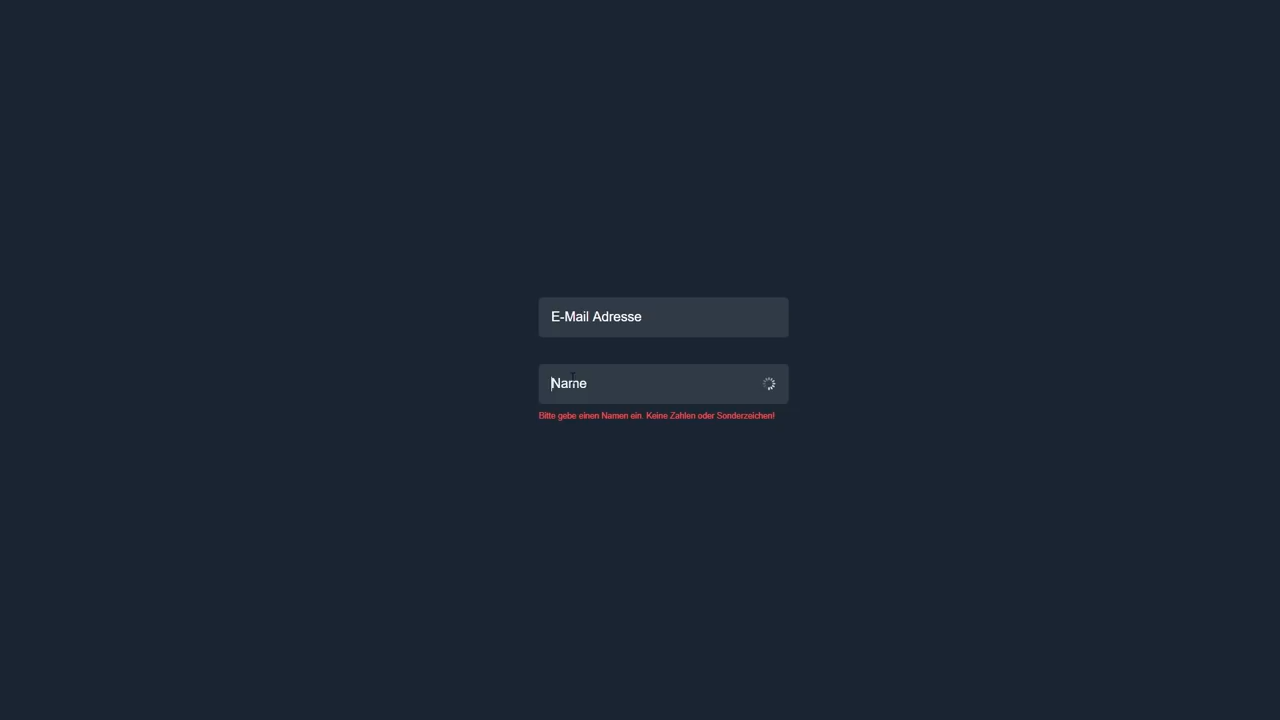 E-Mail Adresse
Name
Bitte gebe einen Namen ein. Keine Zahlen oder Sonderzeichen!